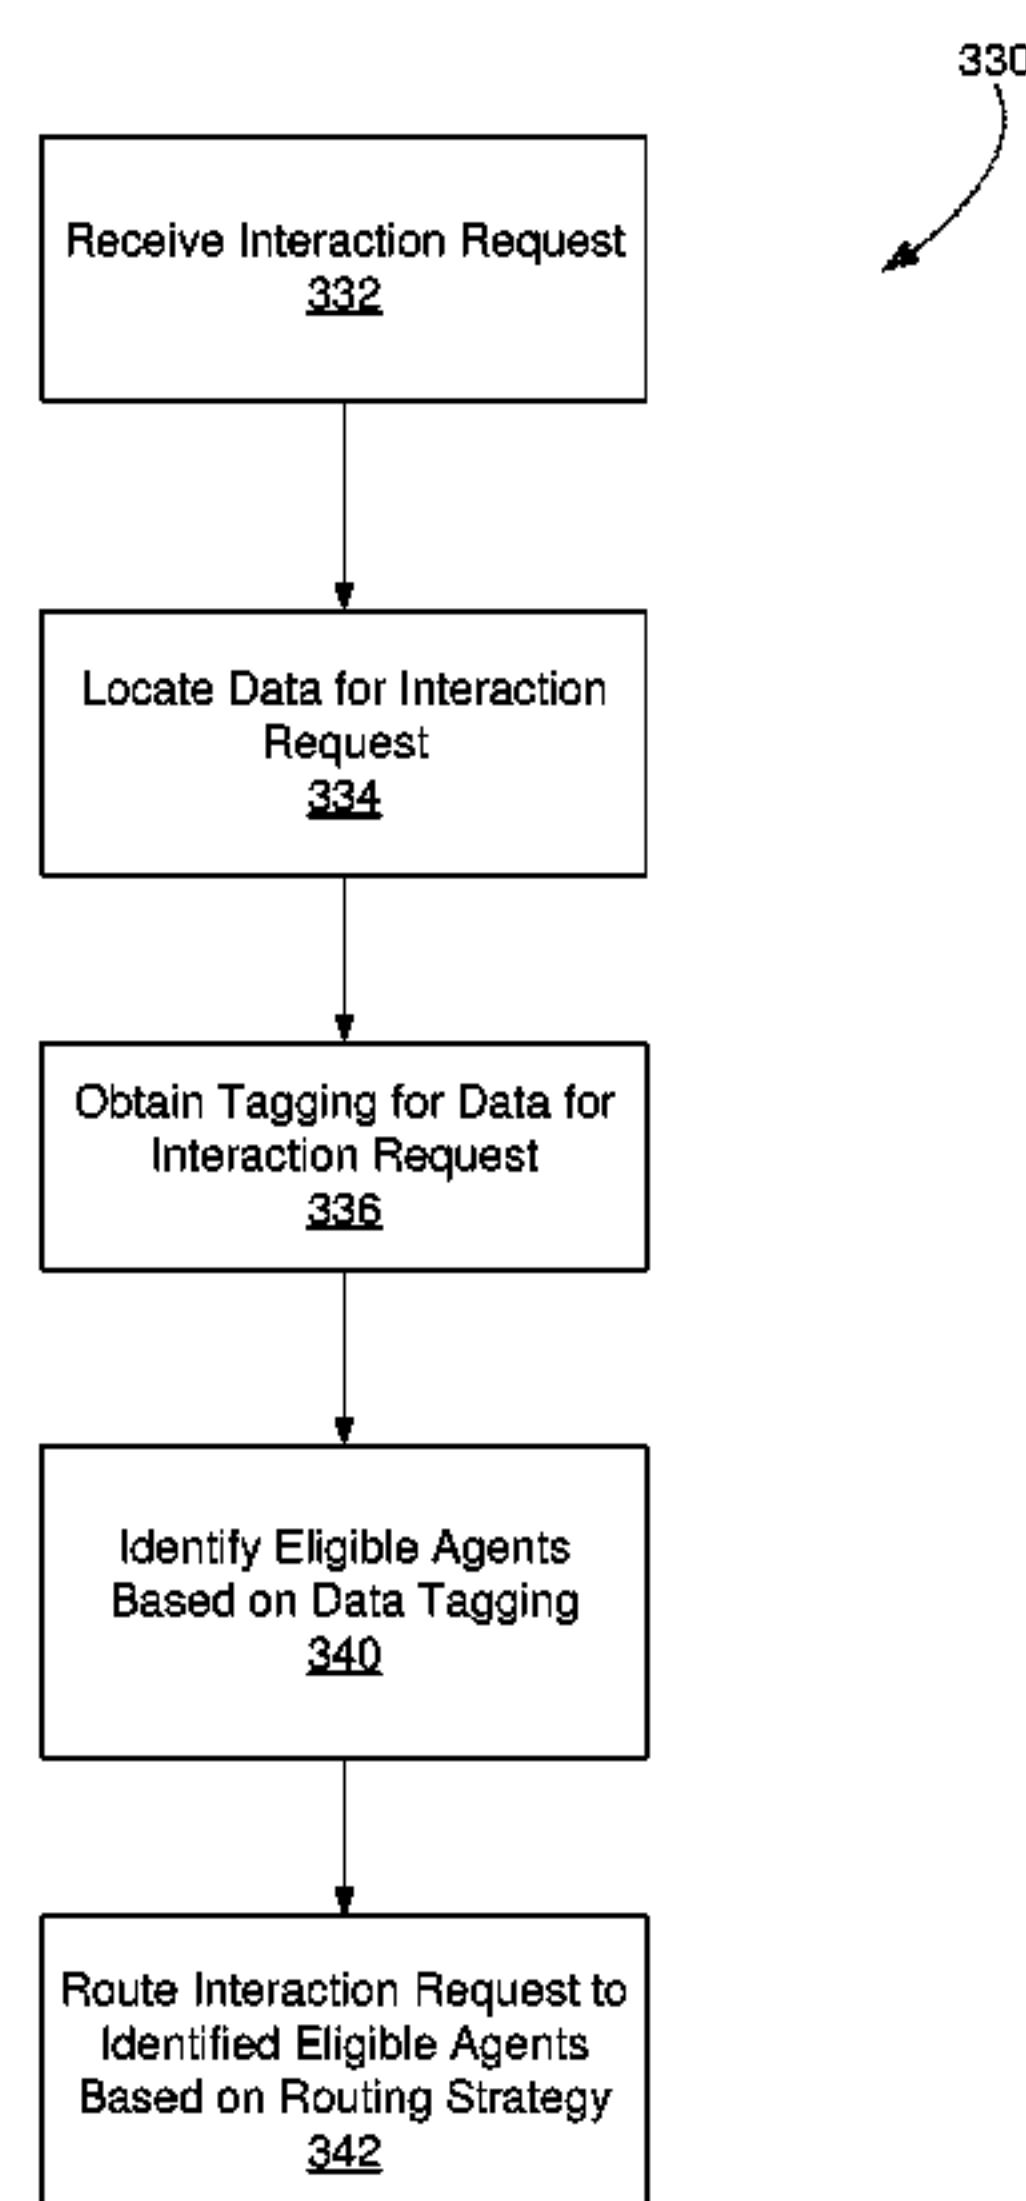 330
Receive Interaction Request
332
Locate Data for Interaction
Request
334
Obtain Tagging for Data for
Interaction Request
336
Identify Eligible Agents
Based on Data Tagging
340
Route Interaction Request to
Identified Eligible Agents
Based on Routing Strategy
342